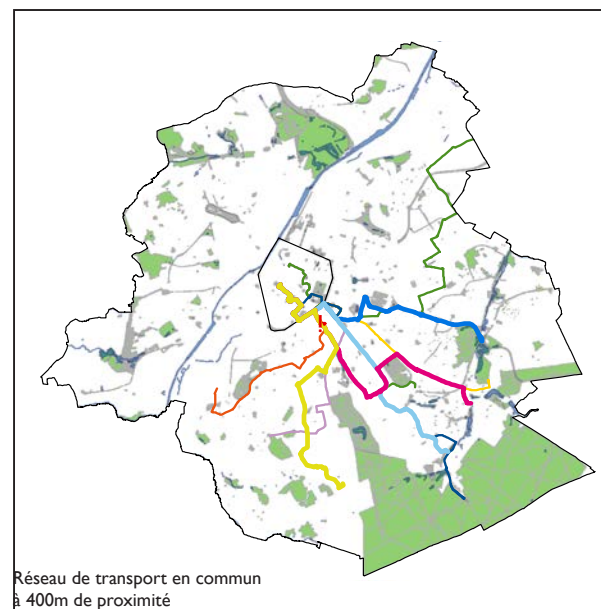 Réseau de transport en commun
à 400m de proximité